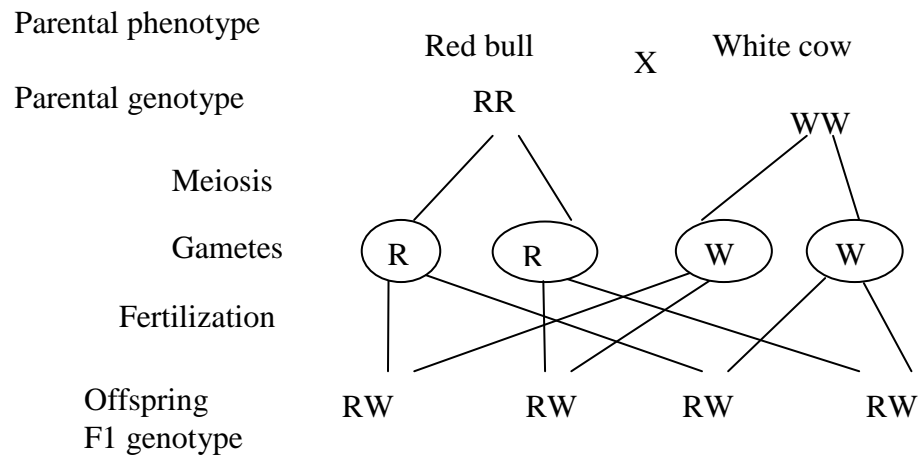 Parental phenotype
Red bull X White cow
Parental genotype RR WW
Meiosis
Gametes R R W W
Fertilization
Offspring RW RW RW RW
F1 genotype